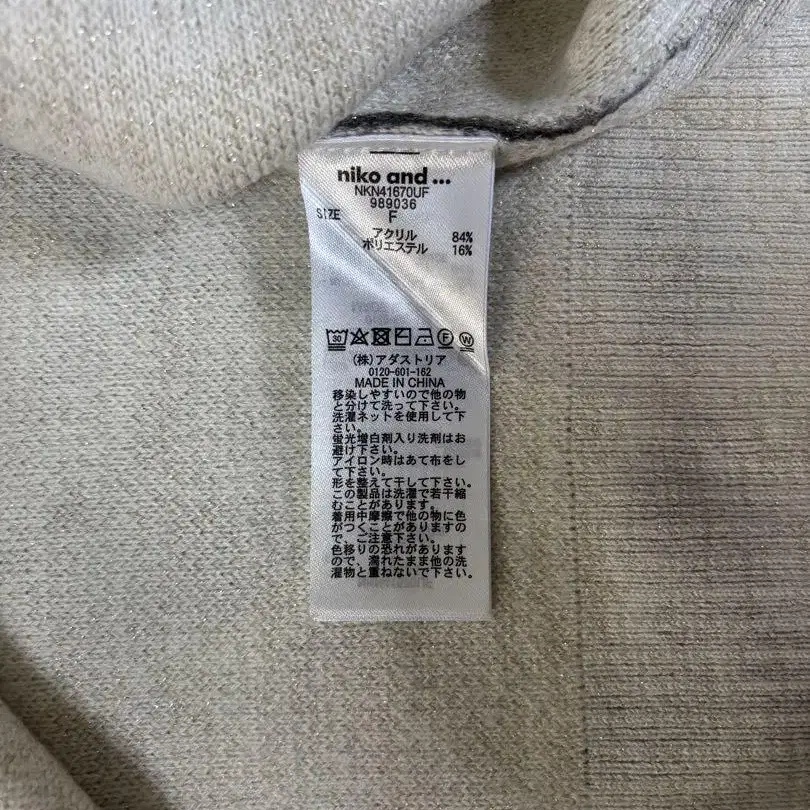 niko and ...
NKN41670UF
989036
SIZE F
アクリル 84%
ポリエステル 16%
30
F W
(株)アダストリア
0120-601-162
MADE IN CHINA
移染しやすいので他の物
と分けて洗って下さい。
洗濯ネットを使用して下
さい。
蛍光増白剤入り洗剤はお
避け下さい。
アイロン時はあて布をし
て下さい。
形を整えて干して下さい。
この製品は洗濯で若干縮
むことがあります。
着用中摩擦で他の物に色
がつくことがありますの
で、ご注意下さい。
色移りの恐れがあります
ので、濡れたまま他の洗
濯物と重ねないで下さい。